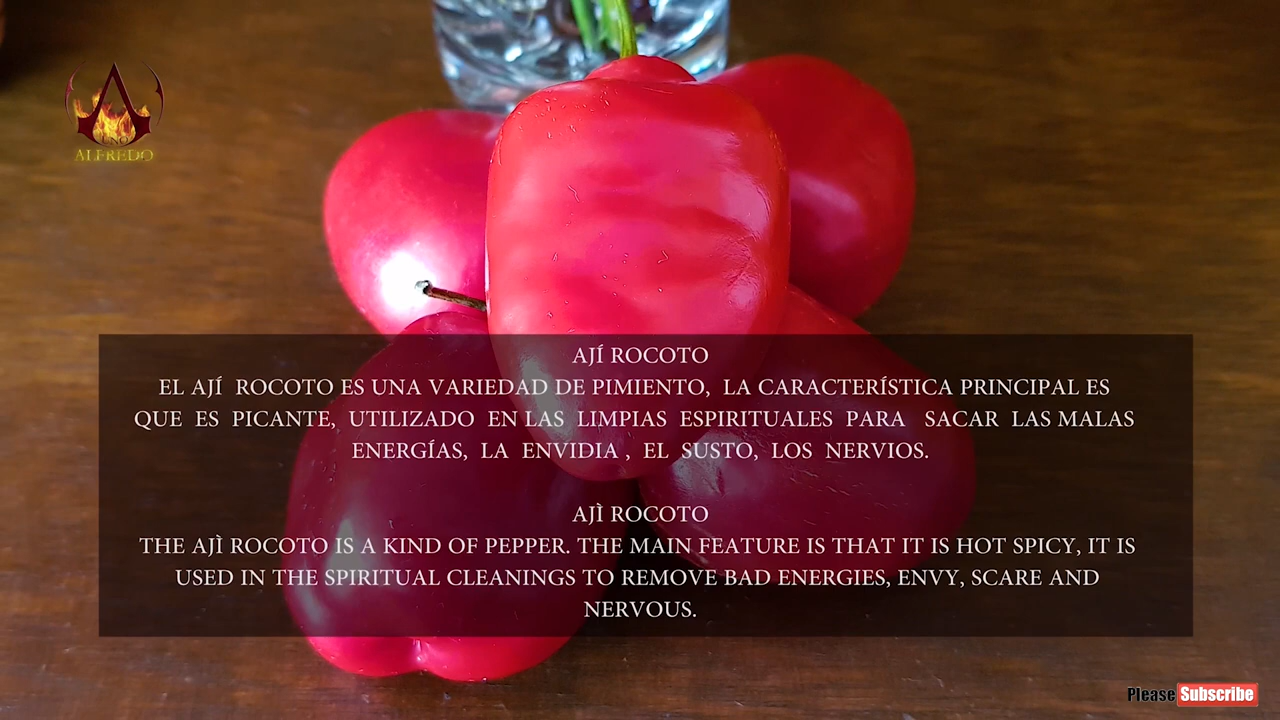 UNO
ALFREDO
AJÍ ROCOTO
EL AJÍ ROCOTO ES UNA VARIEDAD DE PIMIENTO, LA CARACTERÍSTICA PRINCIPAL ES
QUE ES PICANTE, UTILIZADO EN LAS LIMPIAS ESPIRITUALES PARA SACAR LAS MALAS
ENERGÍAS, LA ENVIDIA , EL SUSTO, LOS NERVIOS.
AJÌ ROCOTO
THE AJÌ ROCOTO IS A KIND OF PEPPER. THE MAIN FEATURE IS THAT IT IS HOT SPICY, IT IS
USED IN THE SPIRITUAL CLEANINGS TO REMOVE BAD ENERGIES, ENVY, SCARE AND
NERVOUS.
Please Subscribe